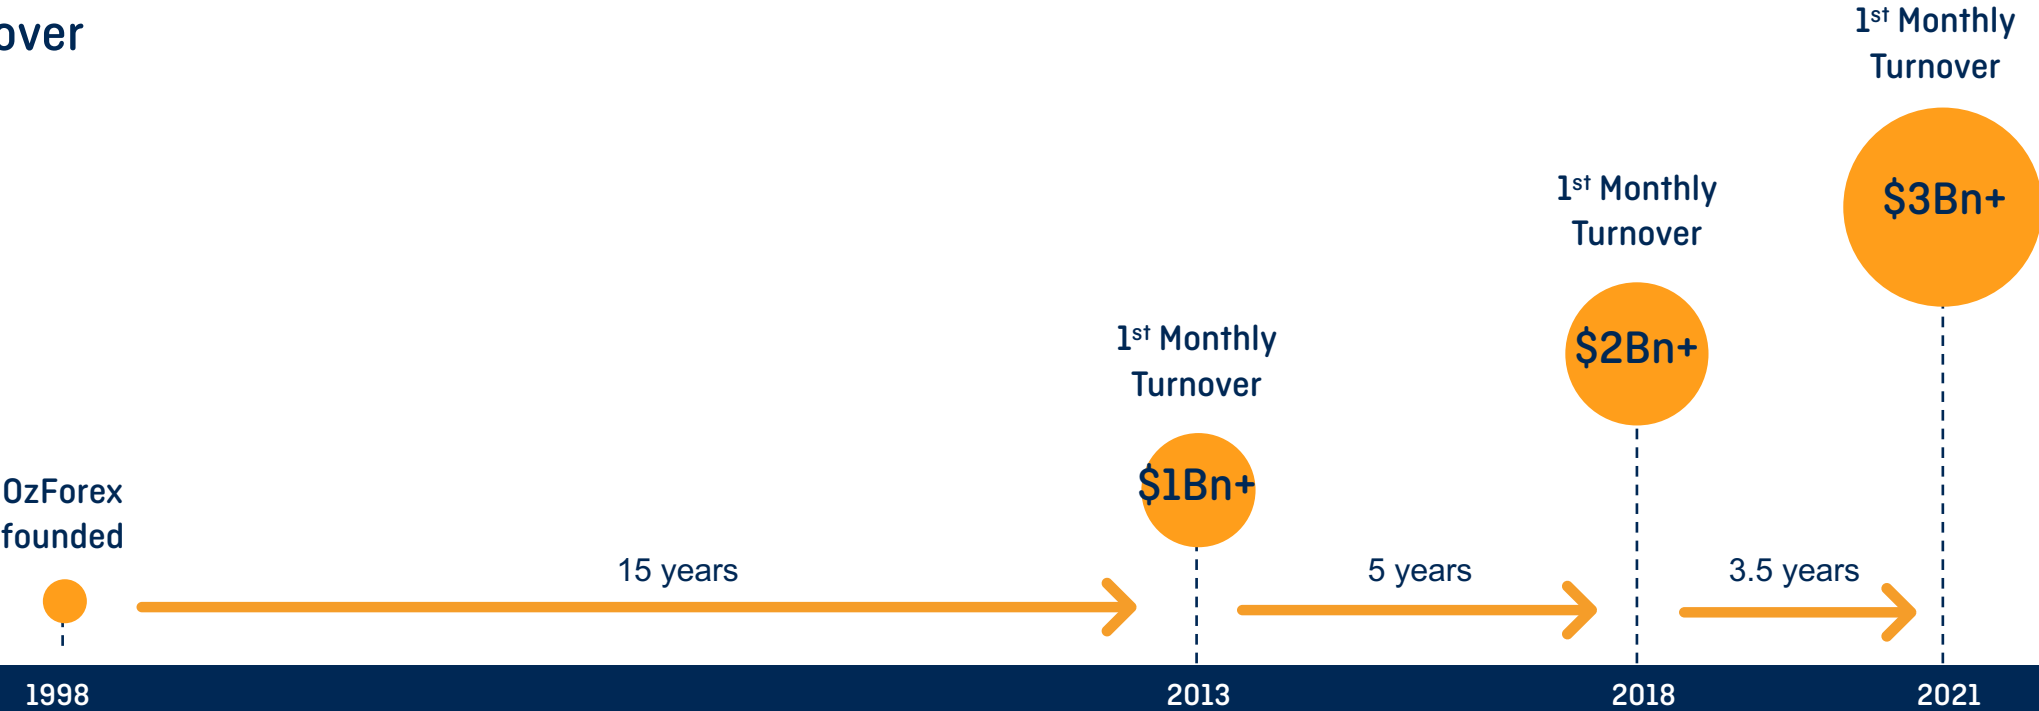 over
1st Monthly
Turnover
$3Bn+
1st Monthly
Turnover
$2Bn+
1st Monthly
Turnover
$1Bn+
OzForex
founded
15 years
5 years
3.5 years
1998
2013
2018
2021